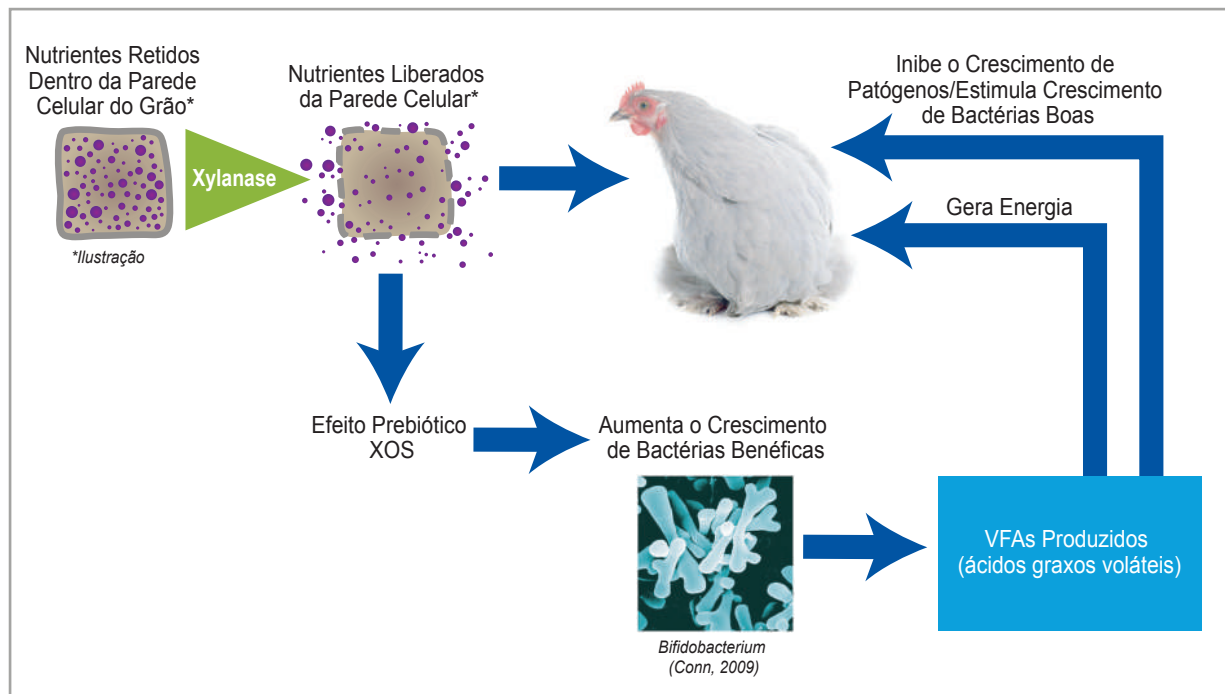 Nutrientes Retidos
Dentro da Parede
Celular do Grão*
*Ilustração
Xylanase
Nutrientes Liberados
da Parede Celular*
Inibe o Crescimento de
Patógenos/Estimula Crescimento
de Bactérias Boas
Gera Energia
Efeito Prebiótico
XOS
Aumenta o Crescimento
de Bactérias Benéficas
Bifidobacterium
(Conn, 2009)
VFAs Produzidos
(ácidos graxos voláteis)